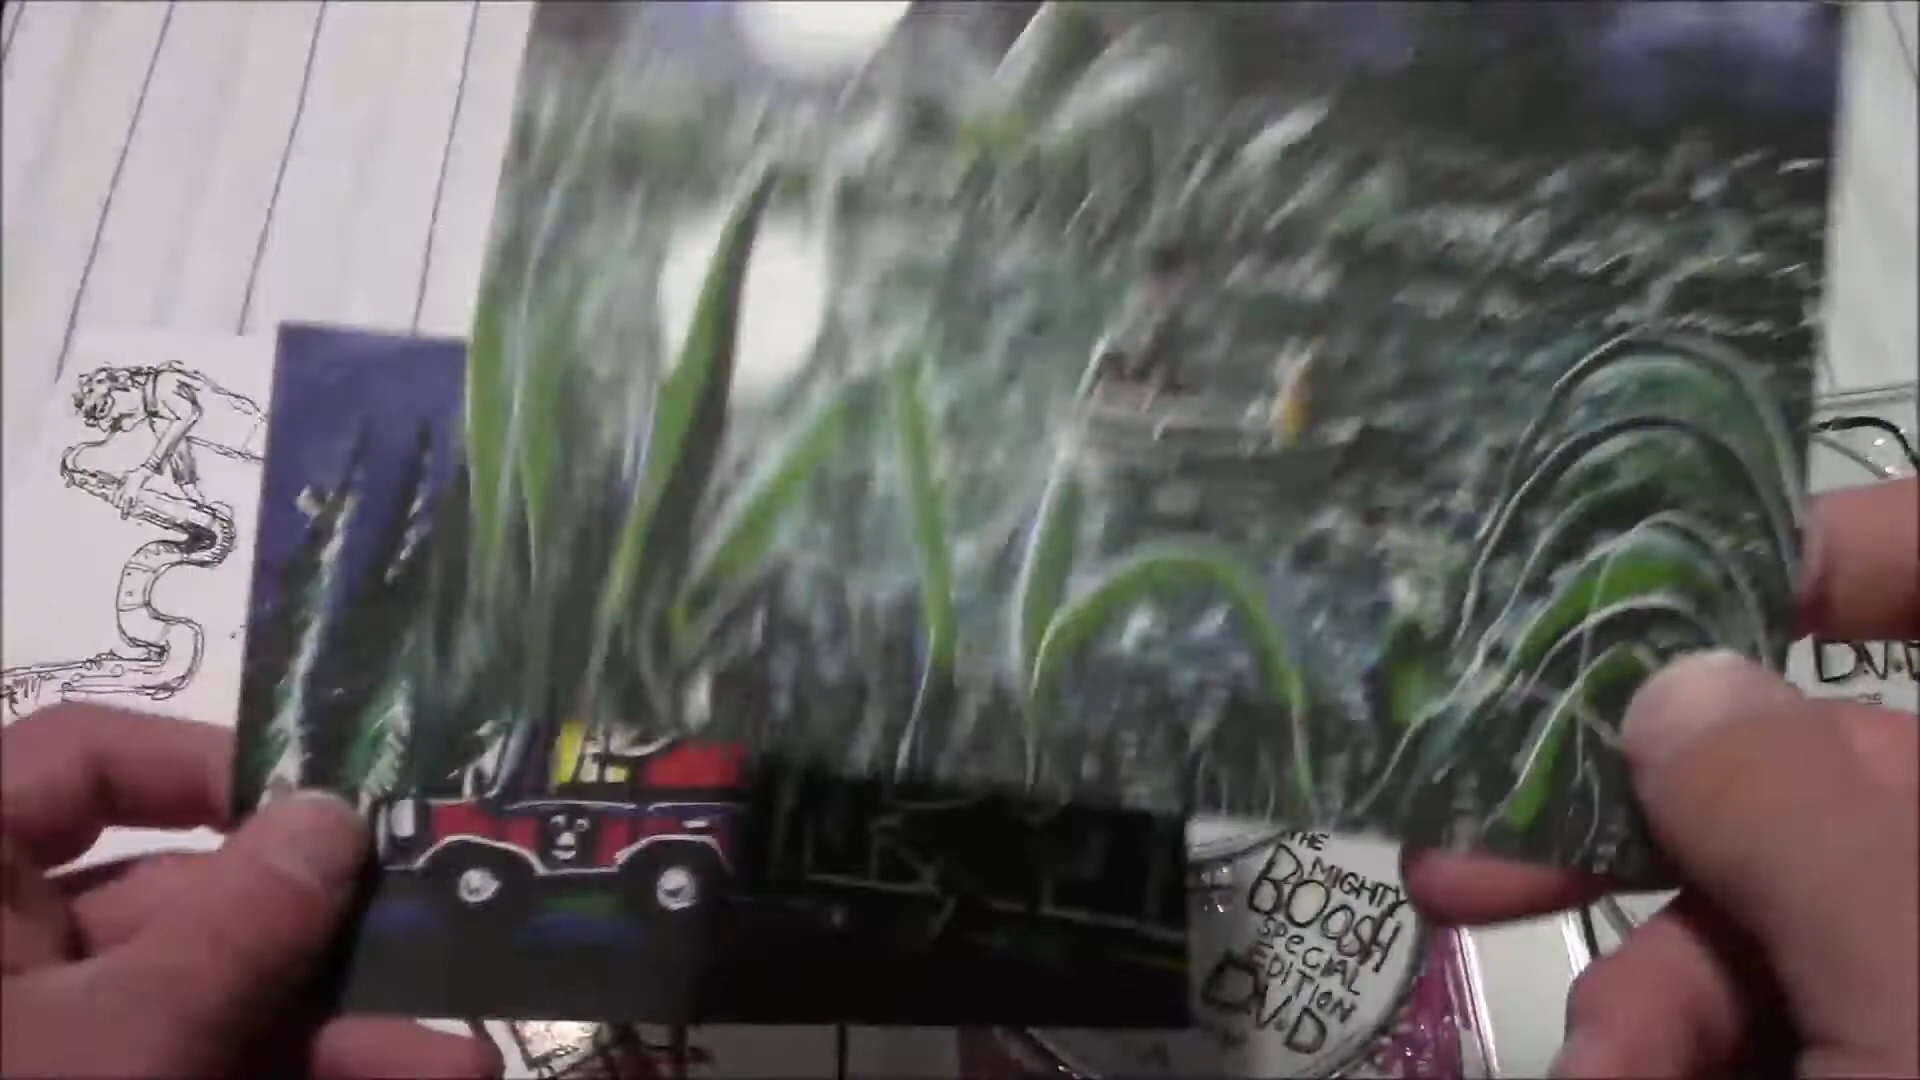 THE
MIGHTY
BOOSH
SPECIAL
EDITION
D.V.D
D.V.D